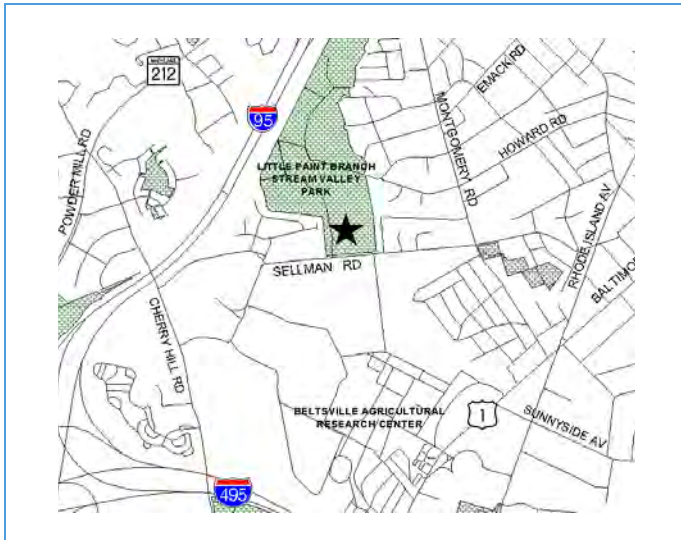 MARYLAND
212
95
EMACK RD
MONTGOMERY RD
HOWARD RD
POWDER MILL RD
LITTLE PAINT BRANCH
STREAM VALLEY
PARK
RHODE ISLAND AV
BALTIMO
SELLMAN RD
CHERRY HILL RD
BELTSVILLE AGRICULTURAL
RESEARCH CENTER
1
SUNNYSIDE AV
495